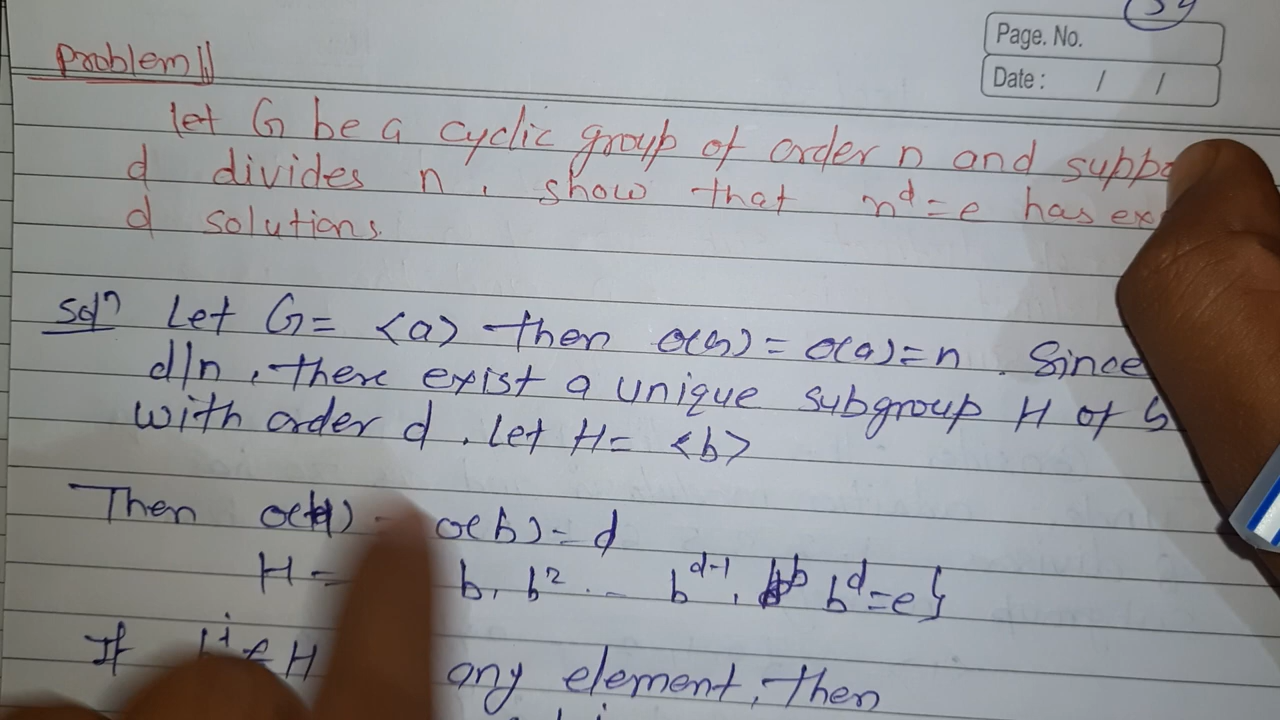 Page. No.
Date : / /
Problem
let G be a cyclic group of order n and
d divides n. show that x^d = e has
d solutions.
Solⁿ Let G = <a> then o(G) = o(a) = n. Since
d|n, there exist a unique subgroup H of G
with order d. Let H = <b>
Then o(H) = o(b) = d
H = b, b² .. b^{d-1}, b^d = e}
If ∈ H any element, then